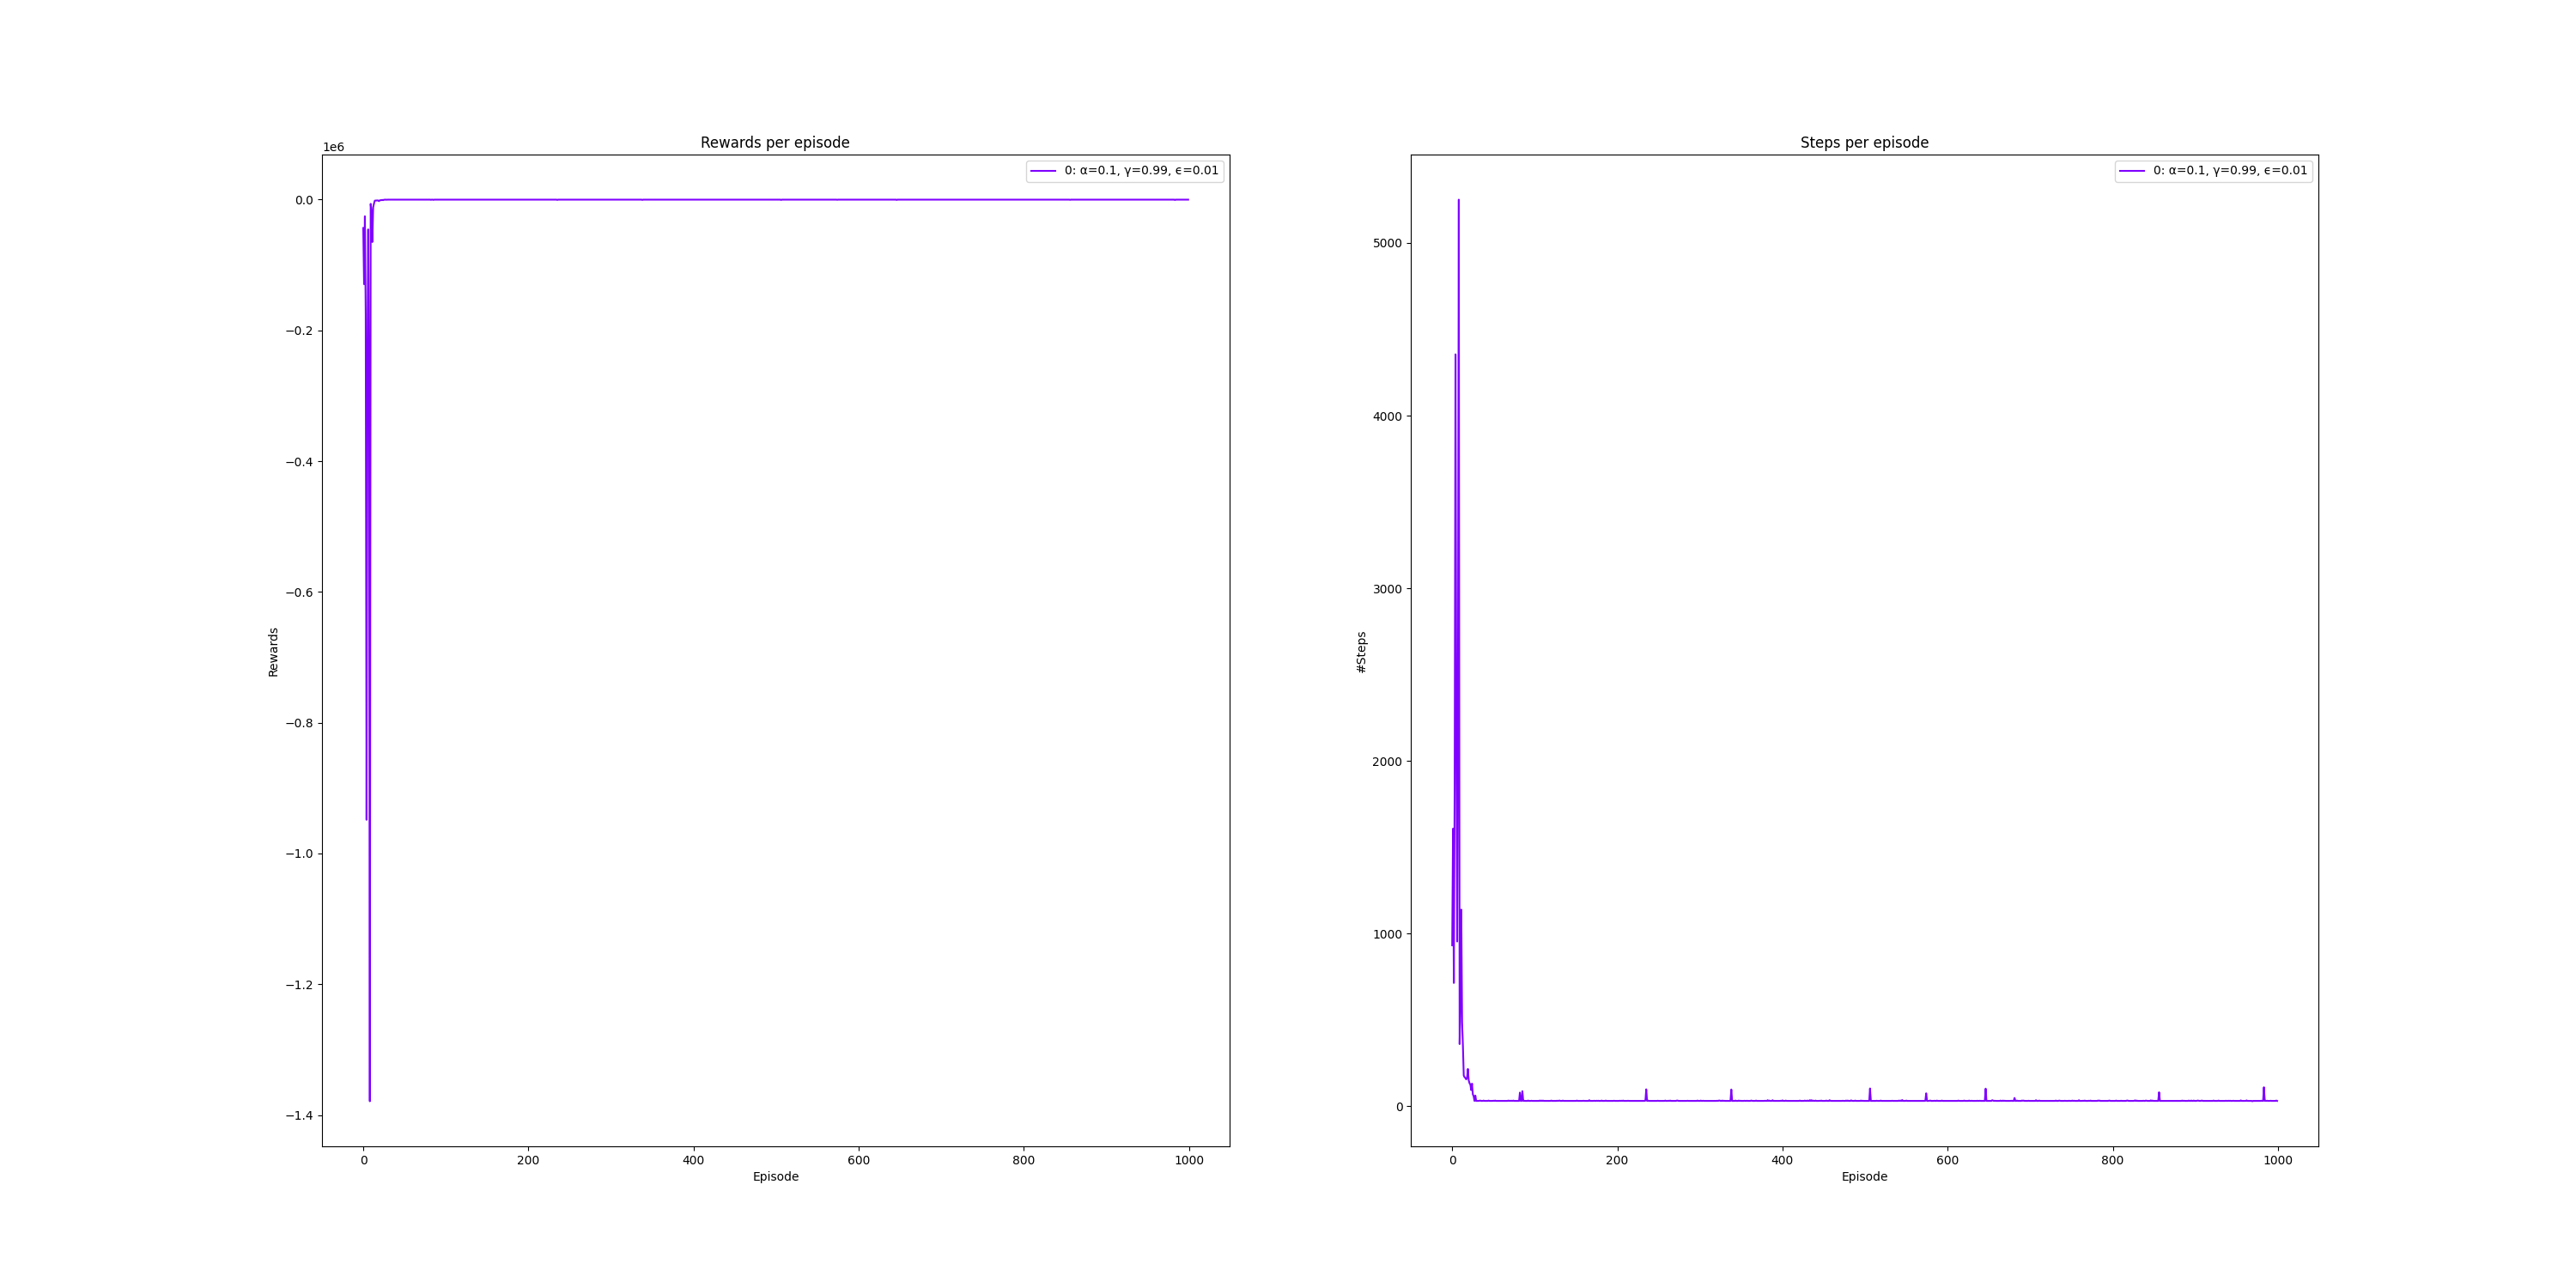 Rewards per episode
1e6
0: α=0.1, γ=0.99, ϵ=0.01
0.0
−0.2
−0.4
−0.6
−0.8
−1.0
−1.2
−1.4
Rewards
0 200 400 600 800 1000
Episode
Steps per episode
0: α=0.1, γ=0.99, ϵ=0.01
5000
4000
3000
2000
1000
0
#Steps
0 200 400 600 800 1000
Episode